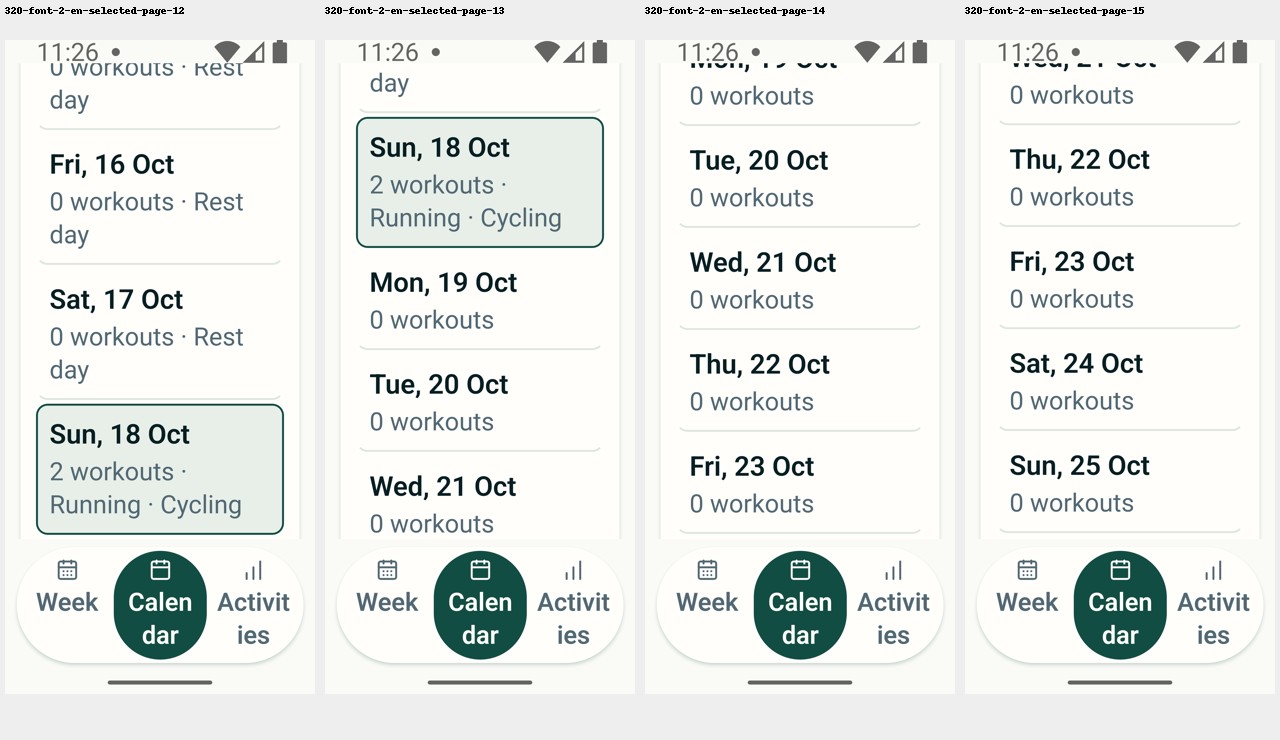 320-font-2-en-selected-page-12
11:26
0 workouts · Rest
day
Fri, 16 Oct
0 workouts · Rest
day
Sat, 17 Oct
0 workouts · Rest
day
Sun, 18 Oct
2 workouts ·
Running · Cycling
Week
Calen
dar
Activit
ies
320-font-2-en-selected-page-13
11:26
day
Sun, 18 Oct
2 workouts ·
Running · Cycling
Mon, 19 Oct
0 workouts
Tue, 20 Oct
0 workouts
Wed, 21 Oct
0 workouts
Week
Calen
dar
Activit
ies
320-font-2-en-selected-page-14
11:26
Mon, 19 Oct
0 workouts
Tue, 20 Oct
0 workouts
Wed, 21 Oct
0 workouts
Thu, 22 Oct
0 workouts
Fri, 23 Oct
0 workouts
Week
Calen
dar
Activit
ies
320-font-2-en-selected-page-15
11:26
Wed, 21 Oct
0 workouts
Thu, 22 Oct
0 workouts
Fri, 23 Oct
0 workouts
Sat, 24 Oct
0 workouts
Sun, 25 Oct
0 workouts
Week
Calen
dar
Activit
ies